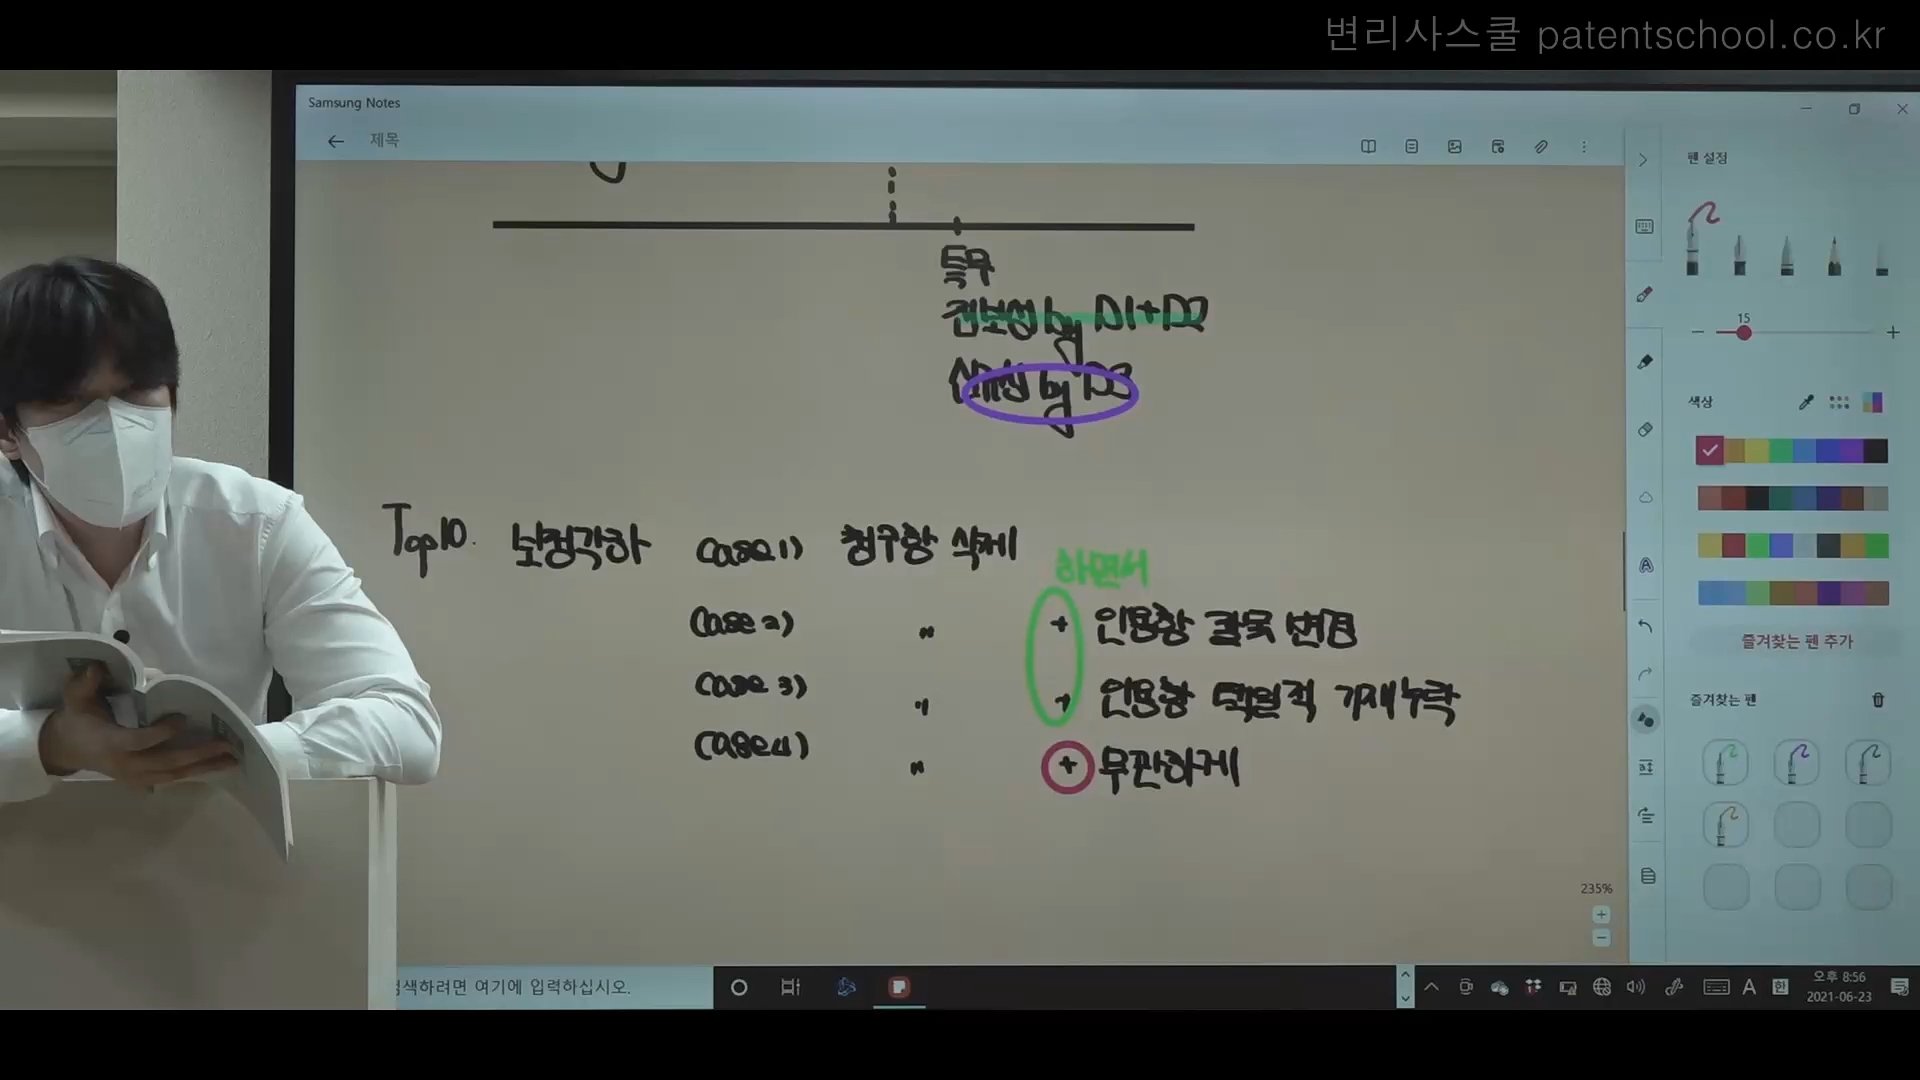 변리사스쿨 patentschool.co.kr
Samsung Notes
제목
펜 설정
15
특무
진보성 by D1+D2
신규성 by D3
색상
Top10. 보정각하 case1) 청구항 삭제
하면서
case2) 〃 + 인용항 잘못 변경
case3) 〃 + 인용항 택일적 기재누락
case4) 〃 + 무관하게
즐겨찾는 펜 추가
즐겨찾는 펜
235%
검색하려면 여기에 입력하십시오.
A 한
오후 8:56
2021-06-23